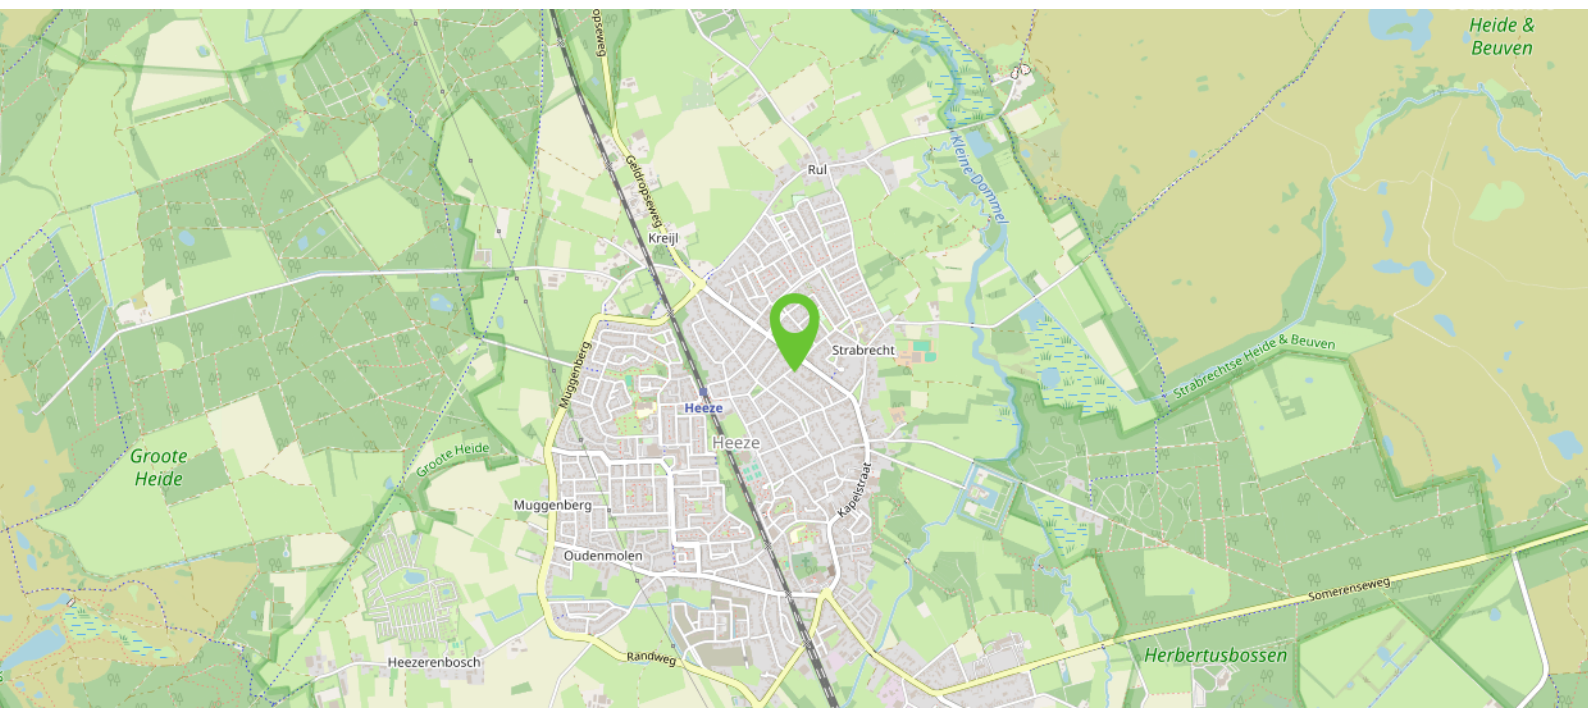 Heide &
Beuven
opseweg
Geldropseweg
Kleine Dommel
Rul
Kreijl
Strabrecht
Strabrechtse Heide & Beuven
Muggenberg
Heeze
Heeze
Groote
Heide
Groote Heide
Kapelstraat
Muggenberg
Oudenmolen
Somerenseweg
Heezerenbosch
Randweg
Herbertusbossen